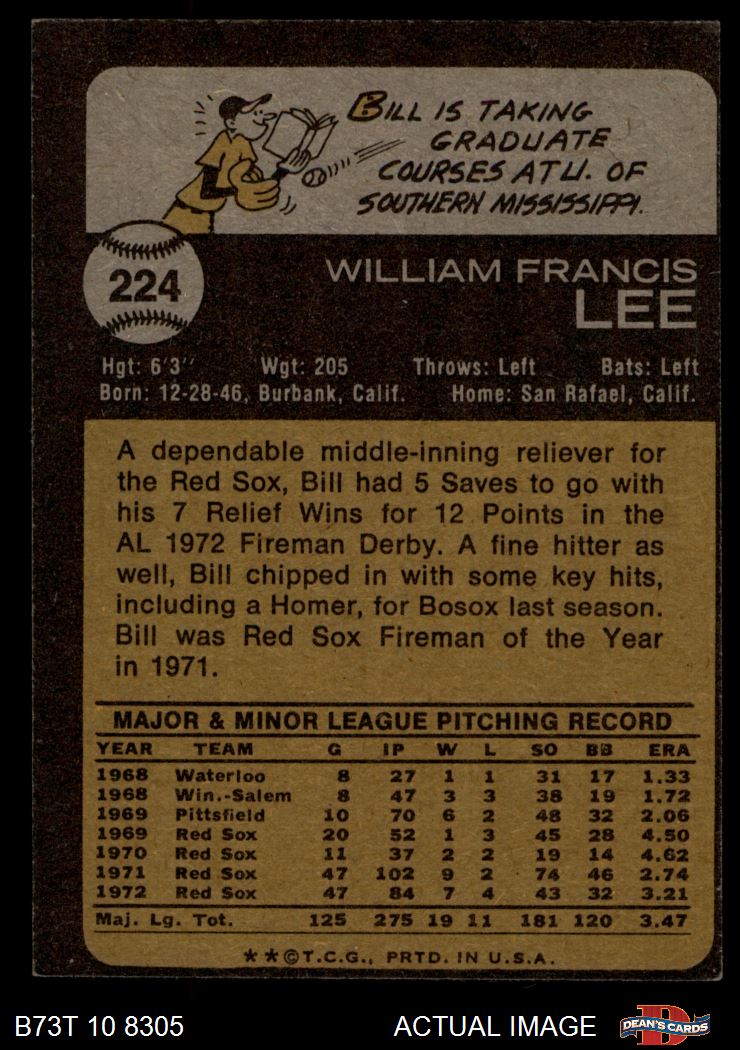 BILL IS TAKING
GRADUATE
COURSES AT U. OF
SOUTHERN MISSISSIPPI.
224
WILLIAM FRANCIS
LEE
Hgt: 6'3" Wgt: 205 Throws: Left Bats: Left
Born: 12-28-46, Burbank, Calif. Home: San Rafael, Calif.
A dependable middle-inning reliever for
the Red Sox, Bill had 5 Saves to go with
his 7 Relief Wins for 12 Points in the
AL 1972 Fireman Derby. A fine hitter as
well, Bill chipped in with some key hits,
including a Homer, for Bosox last season.
Bill was Red Sox Fireman of the Year
in 1971.
MAJOR & MINOR LEAGUE PITCHING RECORD
YEAR TEAM G IP W L SO BB ERA
1968 Waterloo 8 27 1 1 31 17 1.33
1968 Win.-Salem 8 47 3 3 38 19 1.72
1969 Pittsfield 10 70 6 2 48 32 2.06
1969 Red Sox 20 52 1 3 45 28 4.50
1970 Red Sox 11 37 2 2 19 14 4.62
1971 Red Sox 47 102 9 2 74 46 2.74
1972 Red Sox 47 84 7 4 43 32 3.21
Maj. Lg. Tot. 125 275 19 11 181 120 3.47
**©T.C.G., PRTD. IN U.S.A.
B73T 10 8305 ACTUAL IMAGE D DEAN'S CARDS